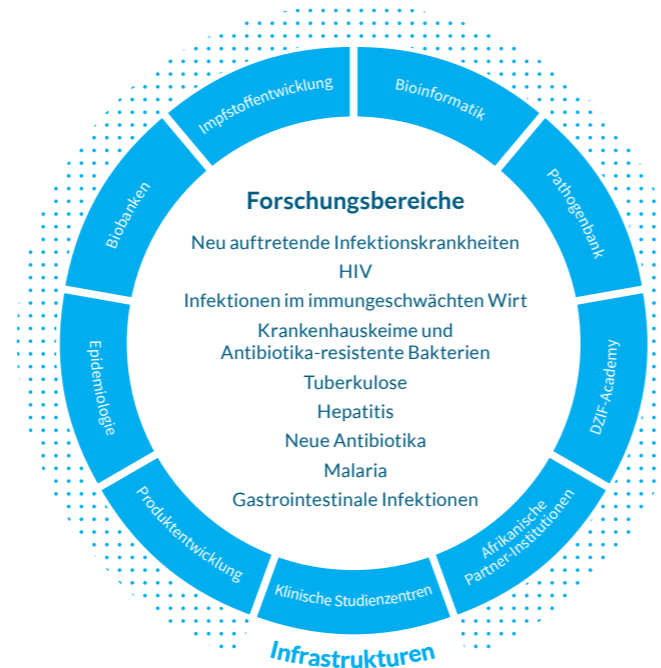 Forschungsbereiche
Neu auftretende Infektionskrankheiten
HIV
Infektionen im immungeschwächten Wirt
Krankenhauskeime und
Antibiotika-resistente Bakterien
Tuberkulose
Hepatitis
Neue Antibiotika
Malaria
Gastrointestinale Infektionen
Impfstoffentwicklung
Bioinformatik
Pathogenbank
DZIF-Academy
Afrikanische
Partner-Institutionen
Klinische Studienzentren
Produktentwicklung
Epidemiologie
Biobanken
Infrastrukturen